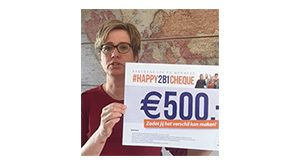 #HAPPY2B1CHEQUE
€500.-
Zodat jij het verschil kan maken!